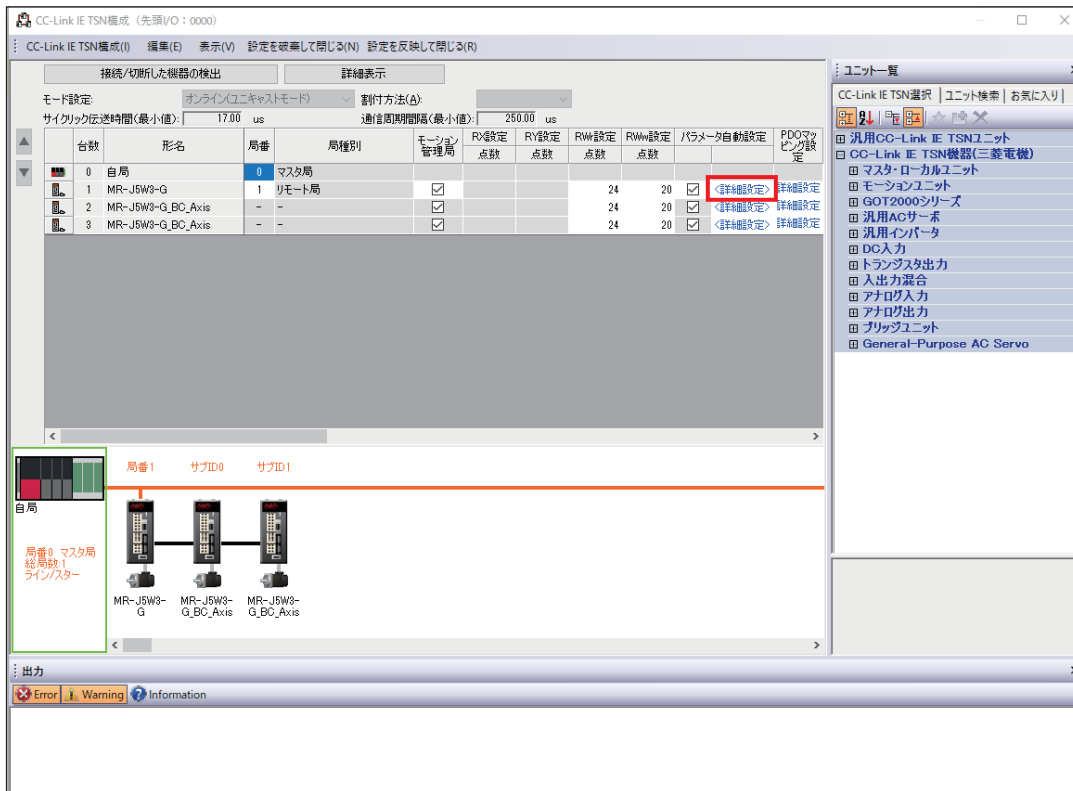 CC-Link IE TSN構成（先頭I/O：0000）
CC-Link IE TSN構成(I) 編集(E) 表示(V) 設定を破棄して閉じる(N) 設定を反映して閉じる(R)
接続/切断した機器の検出 詳細表示
モード設定: オンライン(ユニキャストモード) 割付方法(A):
サイクリック伝送時間(最小値): 17.00 us 通信周期間隔(最小値): 250.00 us
台数 形名 局番 局種別 モーション管理局 RX設定 RY設定 RWr設定 RWw設定 パラメータ自動設定 PDOマッピング設定
点数 点数 点数 点数
0 自局 0 マスタ局
1 MR-J5W3-G 1 リモート局 24 20 <詳細設定> 詳細設定
2 MR-J5W3-G_BC_Axis - - 24 20 <詳細設定> 詳細設定
3 MR-J5W3-G_BC_Axis - - 24 20 <詳細設定> 詳細設定
局番1 サブID0 サブID1
自局
局番0 マスタ局
総局数:1
ライン/スター
MR-J5W3-G
MR-J5W3-G_BC_Axis
MR-J5W3-G_BC_Axis
ユニット一覧
CC-Link IE TSN選択 ユニット検索 お気に入り
汎用CC-Link IE TSNユニット
CC-Link IE TSN機器(三菱電機)
マスタ・ローカルユニット
モーションユニット
GOT2000シリーズ
汎用ACサーボ
汎用インバータ
DC入力
トランジスタ出力
入出力混合
アナログ入力
アナログ出力
ブリッジユニット
General-Purpose AC Servo
出力
Error Warning Information